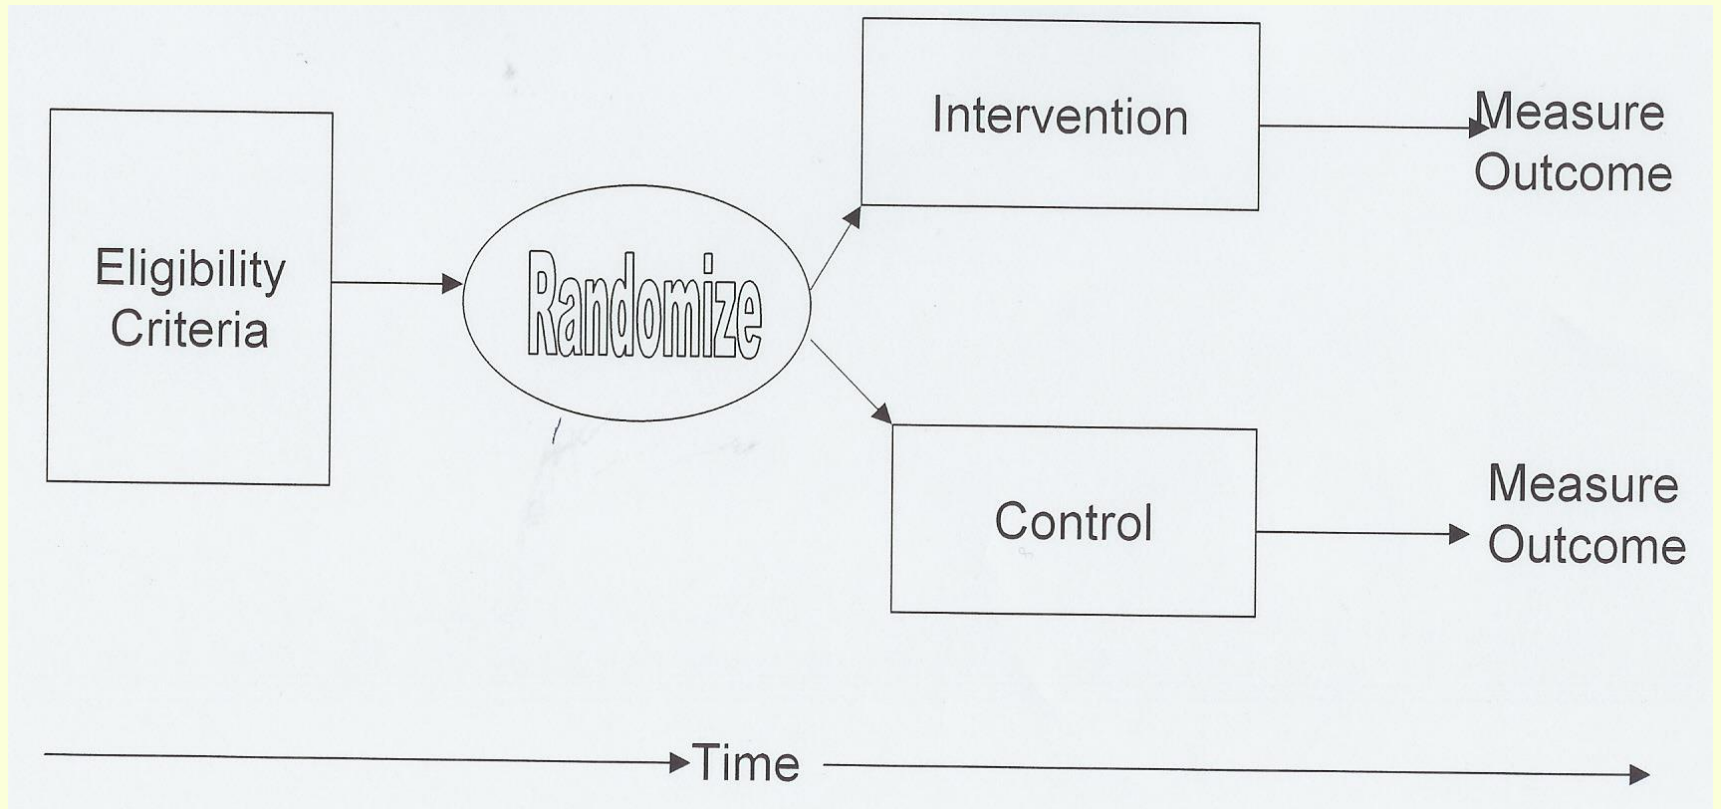 Eligibility
Criteria
Randomize
Intervention
Measure
Outcome
Control
Measure
Outcome
Time